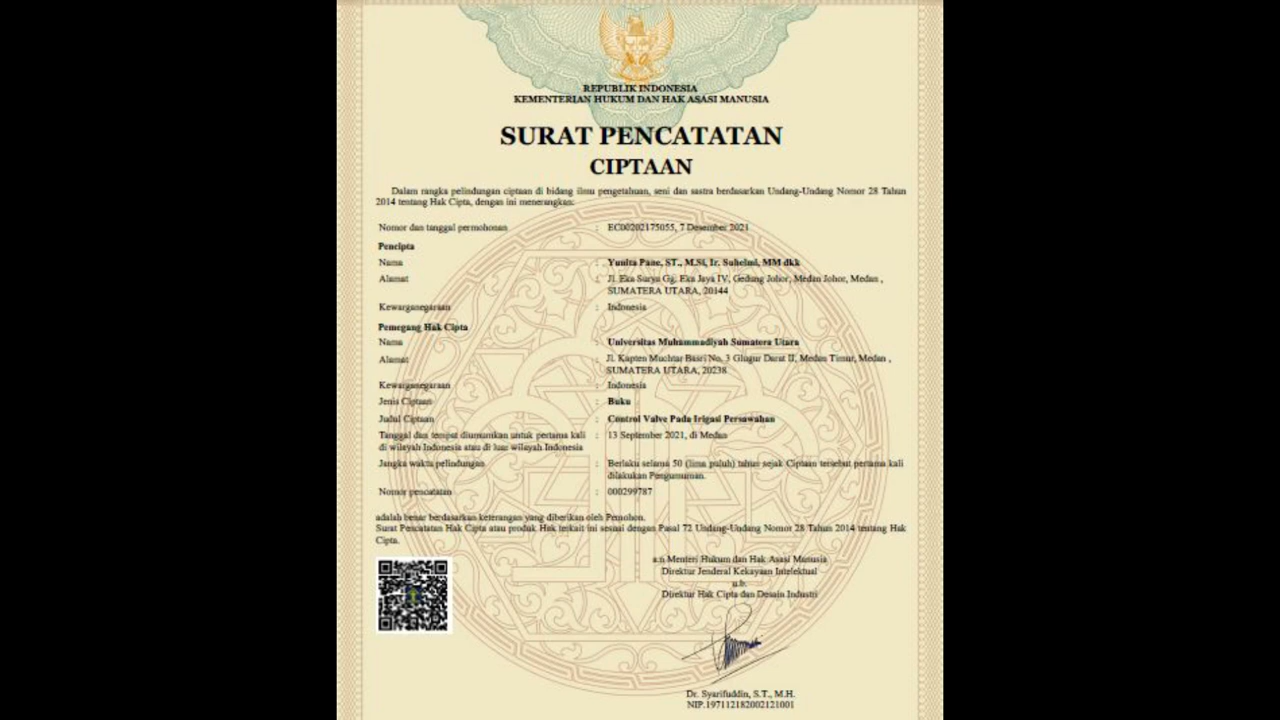 REPUBLIK INDONESIA
KEMENTERIAN HUKUM DAN HAK ASASI MANUSIA
SURAT PENCATATAN
CIPTAAN
Dalam rangka pelindungan ciptaan di bidang ilmu pengetahuan, seni dan sastra berdasarkan Undang-Undang Nomor 28 Tahun
2014 tentang Hak Cipta, dengan ini menerangkan:
Nomor dan tanggal permohonan : EC00202175055, 7 Desember 2021
Pencipta
Nama : Yunita Pane, ST., M.Si, Ir. Suhelmi, MM dkk
Alamat : Jl. Eka Surya Gg. Eka Jaya IV, Gedung Johor, Medan Johor, Medan ,
SUMATERA UTARA, 20144
Kewarganegaraan : Indonesia
Pemegang Hak Cipta
Nama : Universitas Muhammadiyah Sumatera Utara
Alamat : Jl. Kapten Muchtar Basri No. 3 Glugur Darat II, Medan Timur, Medan ,
SUMATERA UTARA, 20238
Kewarganegaraan : Indonesia
Jenis Ciptaan : Buku
Judul Ciptaan : Control Valve Pada Irigasi Persawahan
Tanggal dan tempat diumumkan untuk pertama kali : 13 September 2021, di Medan
di wilayah Indonesia atau di luar wilayah Indonesia
Jangka waktu pelindungan : Berlaku selama 50 (lima puluh) tahun sejak Ciptaan tersebut pertama kali
dilakukan Pengumuman.
Nomor pencatatan : 000299787
adalah benar berdasarkan keterangan yang diberikan oleh Pemohon.
Surat Pencatatan Hak Cipta atau produk Hak terkait ini sesuai dengan Pasal 72 Undang-Undang Nomor 28 Tahun 2014 tentang Hak
Cipta.
a.n Menteri Hukum dan Hak Asasi Manusia
Direktur Jenderal Kekayaan Intelektual
u.b.
Direktur Hak Cipta dan Desain Industri
Dr. Syarifuddin, S.T., M.H.
NIP.197112182002121001